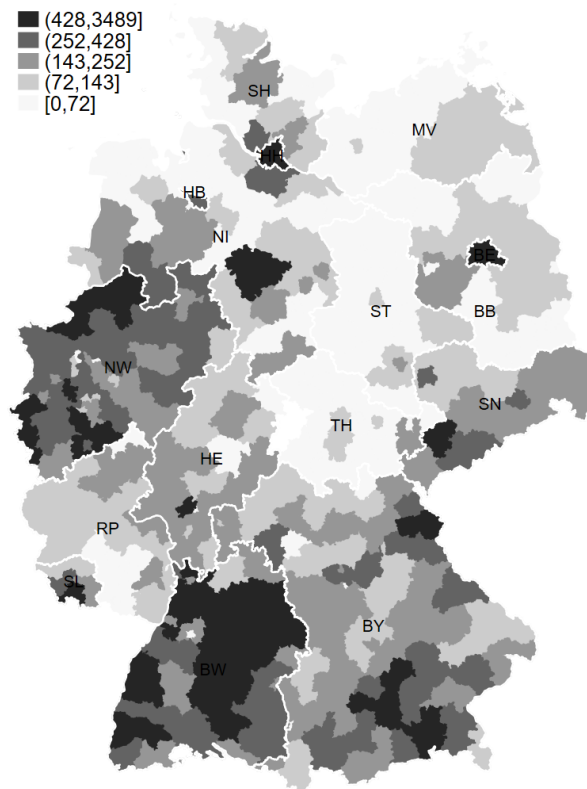 (428,3489]
(252,428]
(143,252]
(72,143]
[0,72]
SH
MV
HH
HB
NI
BE
ST
BB
NW
SN
TH
HE
RP
SL
BY
BW